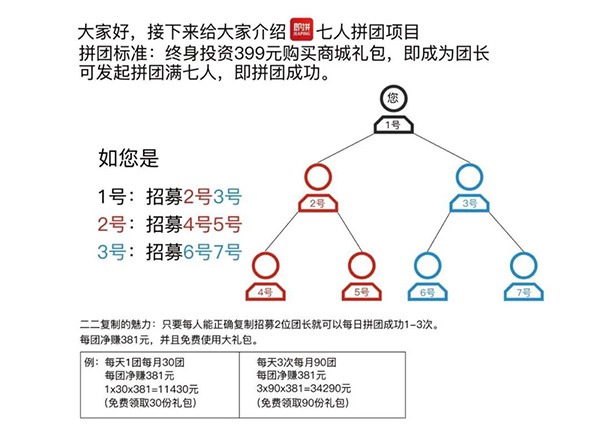 大家好，接下来给大家介绍 即拼 JEAPING 七人拼团项目
拼团标准：终身投资399元购买商城礼包，即成为团长
可发起拼团满七人，即拼团成功。
您
1号
如您是
1号：招募2号3号
2号：招募4号5号
3号：招募6号7号
2号
3号
4号
5号
6号
7号
二二复制的魅力：只要每人能正确复制招募2位团长就可以每日拼团成功1-3次。
每团净赚381元，并且免费使用大礼包。
例：每天1团每月30团
每团净赚381元
1x30x381=11430元
（免费领取30份礼包）
每天3次每月90团
每团净赚381元
3x90x381=34290元
（免费领取90份礼包）